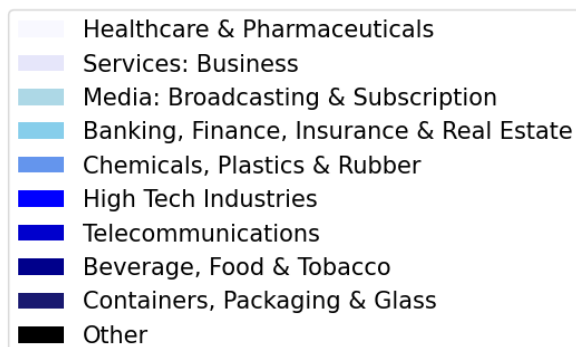 Healthcare & Pharmaceuticals
Services: Business
Media: Broadcasting & Subscription
Banking, Finance, Insurance & Real Estate
Chemicals, Plastics & Rubber
High Tech Industries
Telecommunications
Beverage, Food & Tobacco
Containers, Packaging & Glass
Other